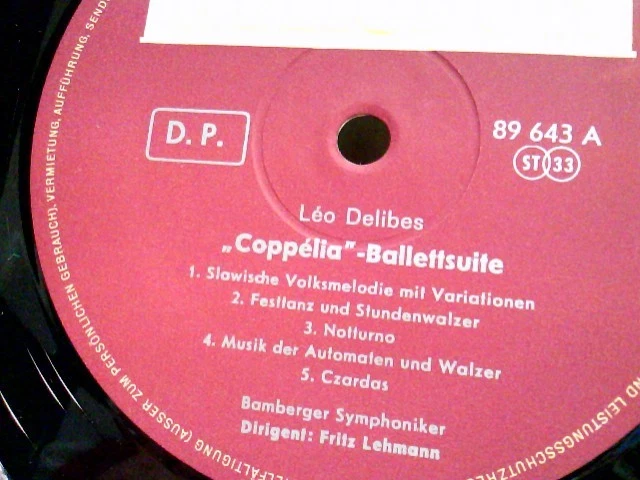 D. P.
89 643 A
ST 33
Léo Delibes
„Coppélia”-Ballettsuite
1. Slawische Volksmelodie mit Variationen
2. Festtanz und Stundenwalzer
3. Notturno
4. Musik der Automaten und Walzer
5. Czardas
Bamberger Symphoniker
Dirigent: Fritz Lehmann
ND LEISTUNGSSCHUTZRE
ELFÄLTIGUNG (AUSSER ZUM PERSÖNLICHEN GEBRAUCH), VERMIETUNG, AUFFÜHRUNG, SEND